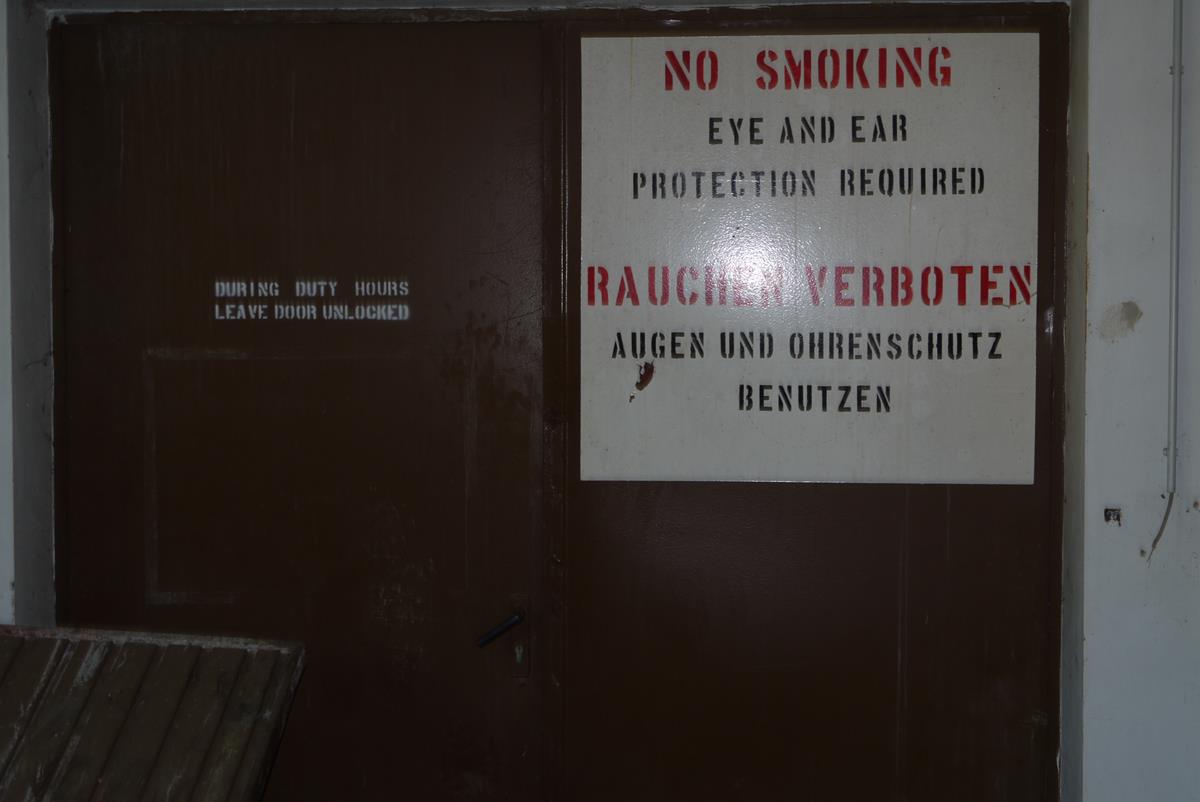 DURING DUTY HOURS
LEAVE DOOR UNLOCKED
NO SMOKING
EYE AND EAR
PROTECTION REQUIRED
RAUCHEN VERBOTEN
AUGEN UND OHRENSCHUTZ
BENUTZEN